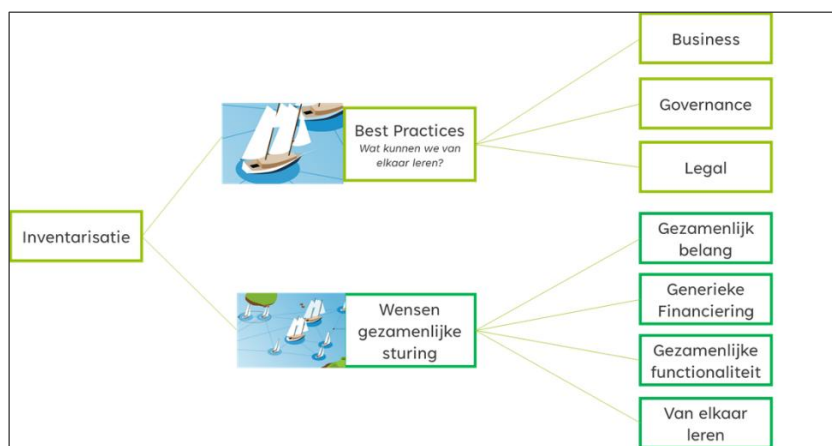 Inventarisatie
Best Practices
Wat kunnen we van
elkaar leren?
Business
Governance
Legal
Wensen
gezamenlijke
sturing
Gezamenlijk
belang
Generieke
Financiering
Gezamenlijke
functionaliteit
Van elkaar
leren